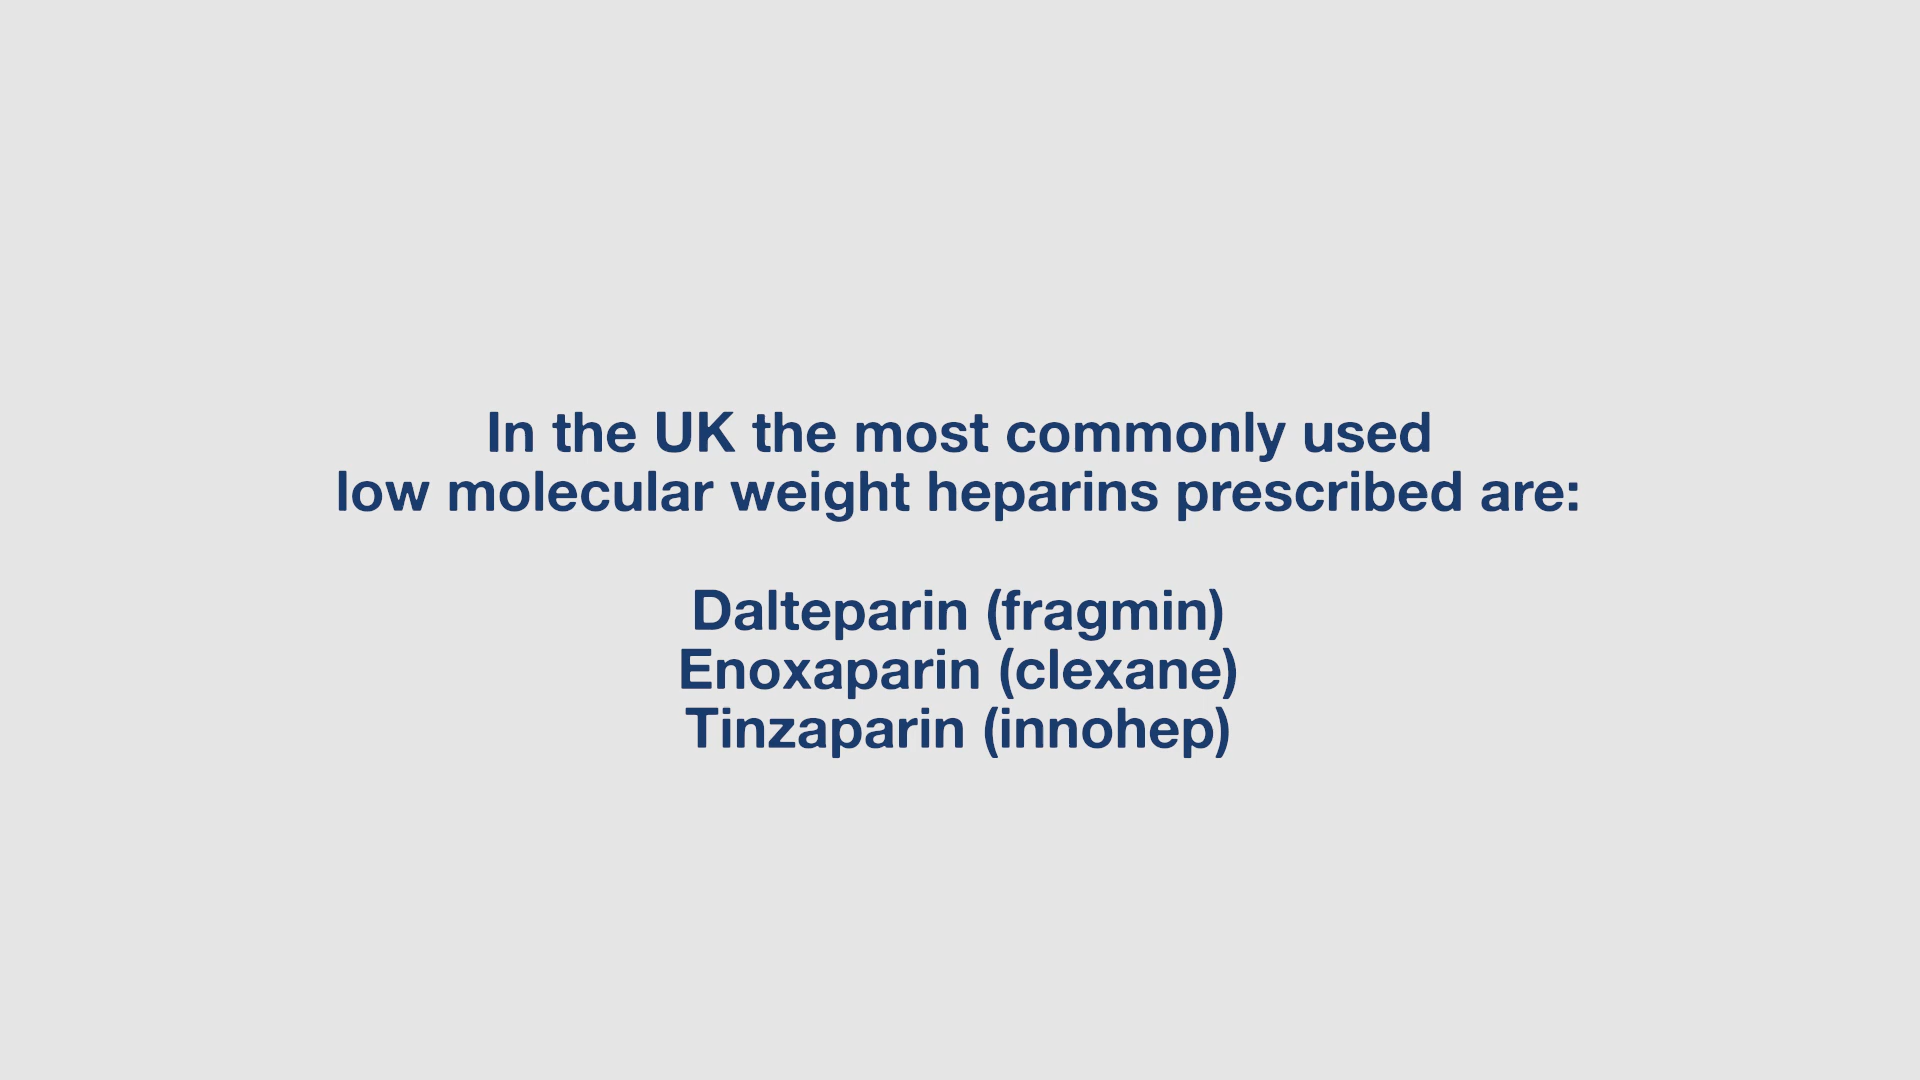 In the UK the most commonly used
low molecular weight heparins prescribed are:
Dalteparin (fragmin)
Enoxaparin (clexane)
Tinzaparin (innohep)